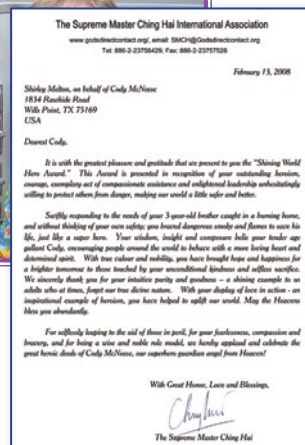 The Supreme Master Ching Hai International Association
www.godsdirectcontact.org/, email: SMCH@Godsdirectcontact.org
Tel: 886-2-23756429; Fax: 886-2-23757528
February 13, 2008
Shirley Melton, on behalf of Cody McNeese
1834 Rawhide Road
Wills Point, TX 75169
USA
Dearest Cody,
It is with the greatest pleasure and gratitude that we present to you the "Shining World
Hero Award." This Award is presented in recognition of your outstanding heroism,
courage, exemplary act of compassionate assistance and enlightened leadership unhesitatingly
willing to protect others from danger, making our world a little safer and better.
Swiftly responding to the needs of your 3-year-old brother caught in a burning home,
and without thinking of your own safety; you braved dangerous smoke and flames to save his
life, just like a super hero. Your wisdom, insight and composure belie your tender age
gallant Cody, encouraging people around the world to behave with a more loving heart and
determined spirit. With true valour and nobility, you have brought hope and happiness for
a brighter tomorrow to those touched by your unconditional kindness and selfless sacrifice.
We sincerely thank you for your intuitive purity and goodness – a shining example to us
adults who at times, forget our true divine nature. With your display of love in action - an
inspirational example of heroism, you have helped to uplift our world. May the Heavens
bless you abundantly.
For selflessly leaping to the aid of those in peril, for your fearlessness, compassion and
bravery, and for being a wise and noble role model, we hereby applaud and celebrate the
great heroic deeds of Cody McNeese, our superhero guardian angel from Heaven!
With Great Honor, Love and Blessings,
The Supreme Master Ching Hai